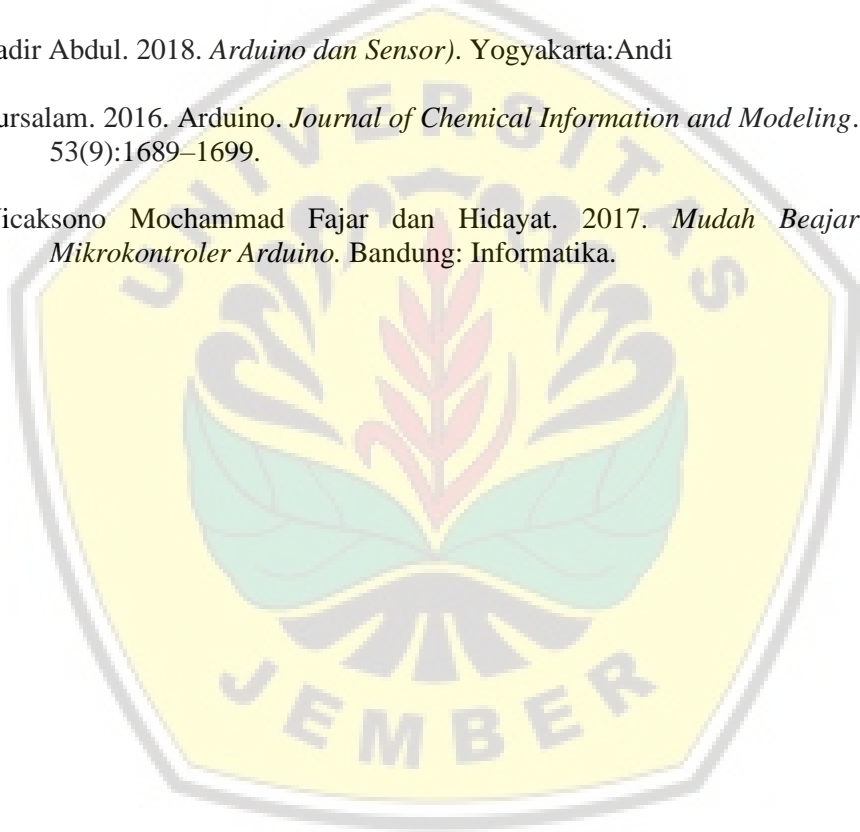 adir Abdul. 2018. Arduino dan Sensor). Yogyakarta:Andi
ursalam. 2016. Arduino. Journal of Chemical Information and Modeling.
53(9):1689–1699.
icaksono Mochammad Fajar dan Hidayat. 2017. Mudah Beajar
Mikrokontroler Arduino. Bandung: Informatika.
UNIVERSITAS
JEMBER